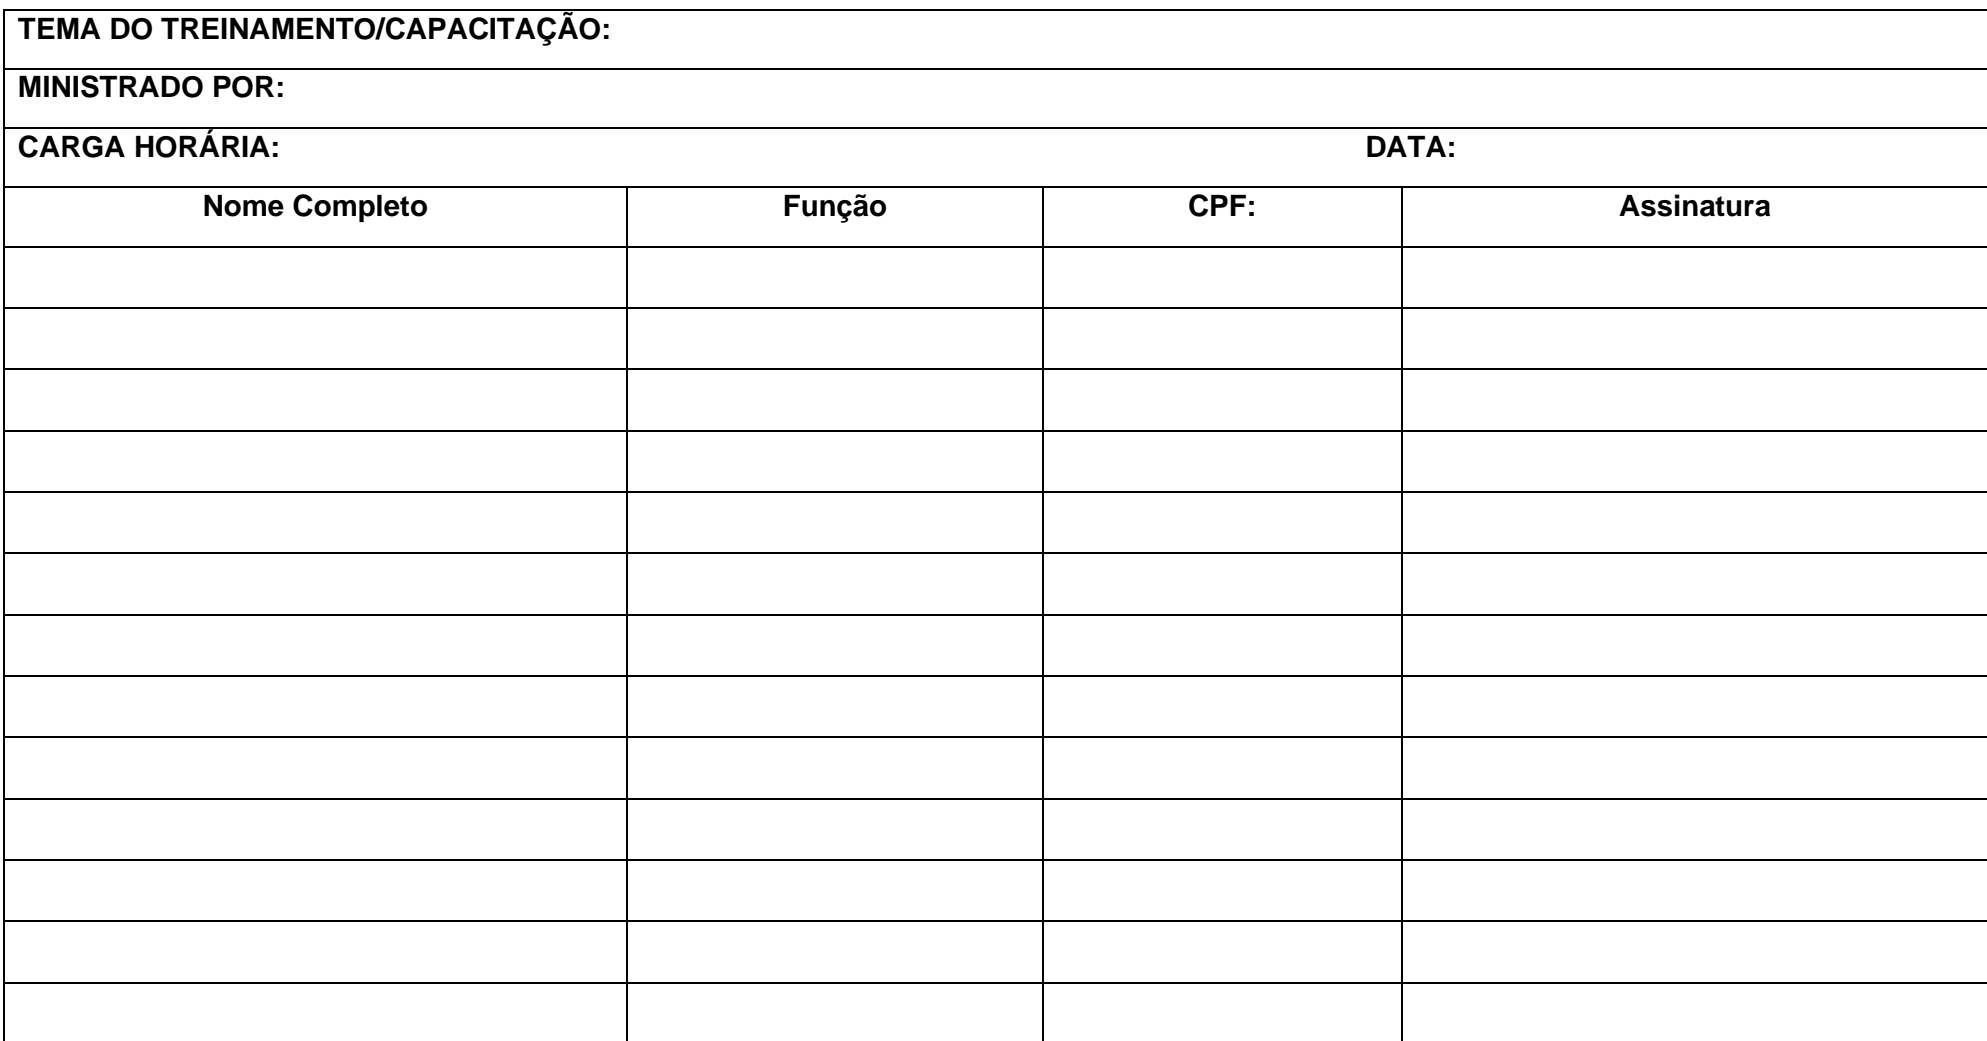 TEMA DO TREINAMENTO/CAPACITAÇÃO:
MINISTRADO POR:
CARGA HORÁRIA: DATA:
Nome Completo Função CPF: Assinatura